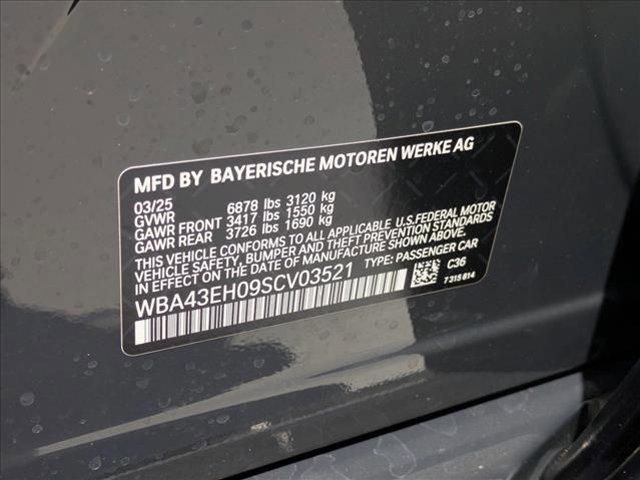 MFD BY BAYERISCHE MOTOREN WERKE AG
03/25
GVWR 6878 lbs 3120 kg
GAWR FRONT 3417 lbs 1550 kg
GAWR REAR 3726 lbs 1690 kg
THIS VEHICLE CONFORMS TO ALL APPLICABLE U.S.FEDERAL MOTOR
VEHICLE SAFETY, BUMPER, AND THEFT PREVENTION STANDARDS
IN EFFECT ON THE DATE OF MANUFACTURE SHOWN ABOVE.
WBA43EH09SCV03521 TYPE: PASSENGER CAR C36
7 315 814